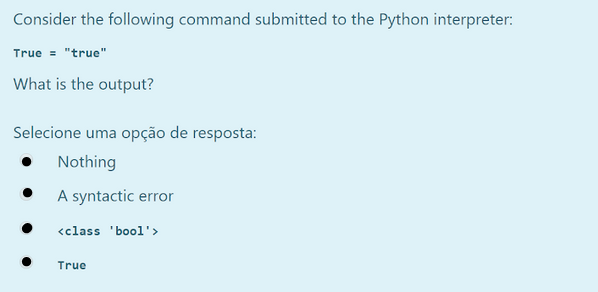 Consider the following command submitted to the Python interpreter:
True = "true"
What is the output?
Selecione uma opção de resposta:
Nothing
A syntactic error
<class 'bool'>
True